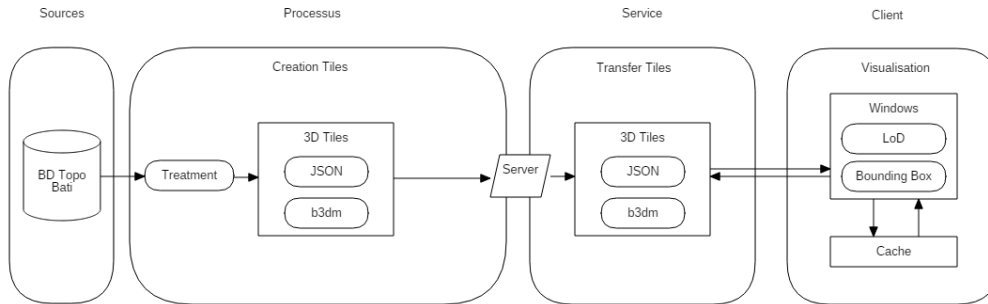 Sources
Processus
Service
Client
Creation Tiles
Transfer Tiles
Visualisation
BD Topo
Bati
Treatment
3D Tiles
JSON
b3dm
Server
3D Tiles
JSON
b3dm
Windows
LoD
Bounding Box
Cache